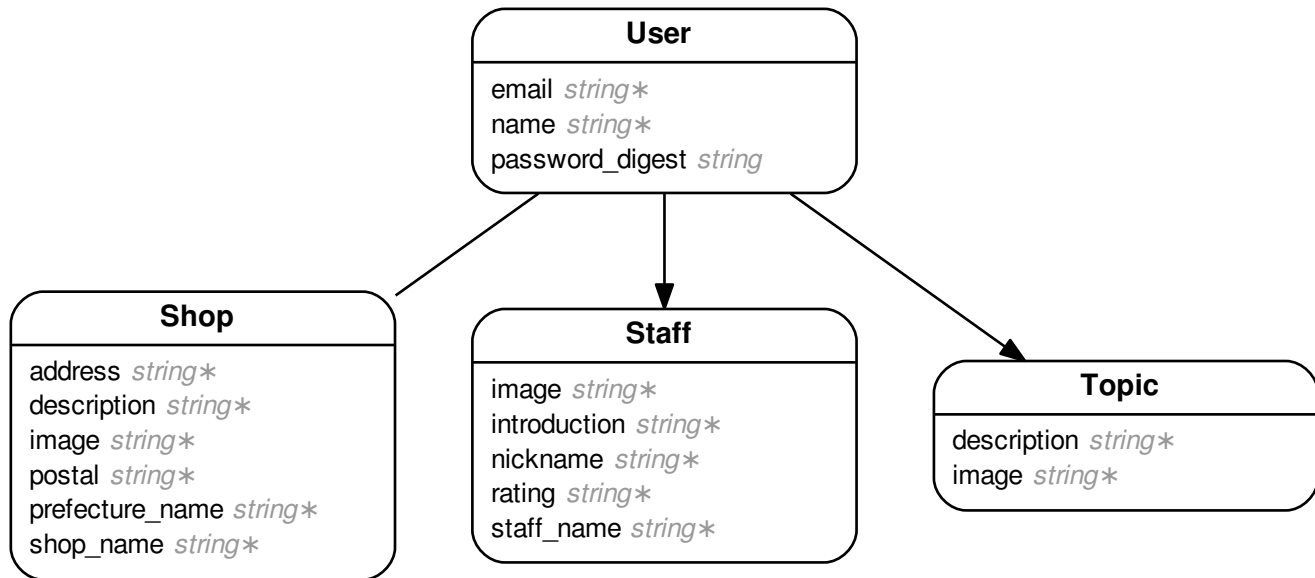 User
email string∗
name string∗
password_digest string
Shop
address string∗
description string∗
image string∗
postal string∗
prefecture_name string∗
shop_name string∗
Staff
image string∗
introduction string∗
nickname string∗
rating string∗
staff_name string∗
Topic
description string∗
image string∗